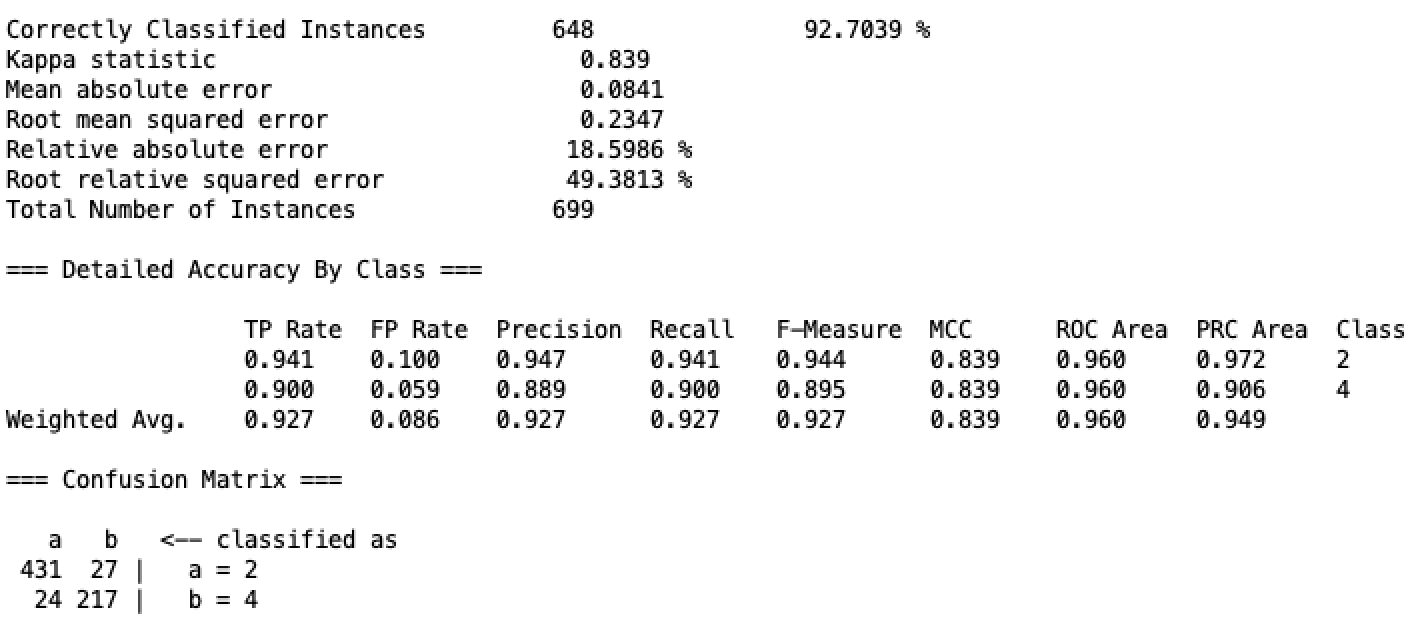 Correctly Classified Instances         648               92.7039 %
Kappa statistic                          0.839
Mean absolute error                      0.0841
Root mean squared error                  0.2347
Relative absolute error                 18.5986 %
Root relative squared error             49.3813 %
Total Number of Instances              699

=== Detailed Accuracy By Class ===

                 TP Rate  FP Rate  Precision  Recall   F-Measure  MCC      ROC Area  PRC Area  Class
                 0.941    0.100    0.947      0.941    0.944      0.839    0.960     0.972     2
                 0.900    0.059    0.889      0.900    0.895      0.839    0.960     0.906     4
Weighted Avg.    0.927    0.086    0.927      0.927    0.927      0.839    0.960     0.949

=== Confusion Matrix ===

   a   b   <-- classified as
 431  27 |   a = 2
  24 217 |   b = 4